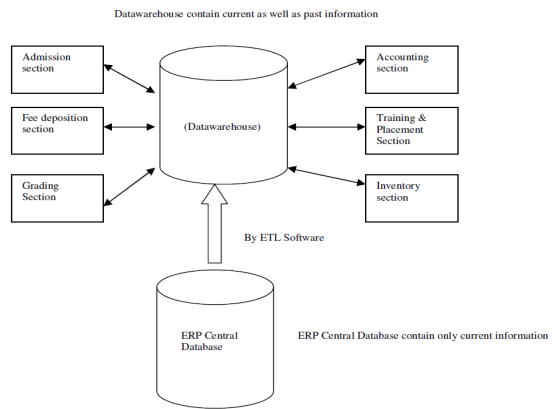 Datawarehouse contain current as well as past information
Admission
section
Accounting
section
Fee deposition
section
(Datawarehouse)
Training &
Placement
Section
Grading
Section
Inventory
section
By ETL Software
ERP Central
Database
ERP Central Database contain only current information